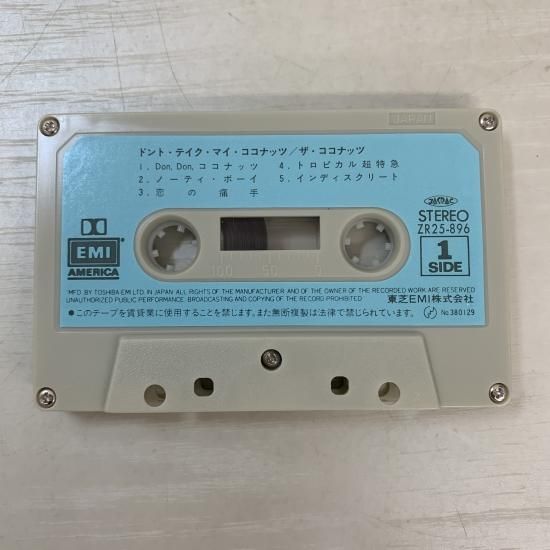 JAPAN
ドント・テイク・マイ・ココナッツ／ザ・ココナッツ
1. Don, Don, ココナッツ 4. トロピカル超特急
2. ノーティ・ボーイ 5. インディスクリート
3. 恋の痛手
STEREO
ZR25-896
EMI
AMERICA
1
SIDE
100 50 0
MFD BY TOSHIBA-EMI LTD. IN JAPAN ALL RIGHTS OF THE MANUFACTURER AND OF THE OWNER OF THE RECORDED WORK ARE RESERVED
UNAUTHORIZED PUBLIC PERFORMANCE. BROADCASTING AND COPYING OF THE RECORD PROHIBITED
東芝EMI株式会社
●このテープを賃貸業に使用することを禁じます。また無断複製は法律で禁じられています。
No.380129